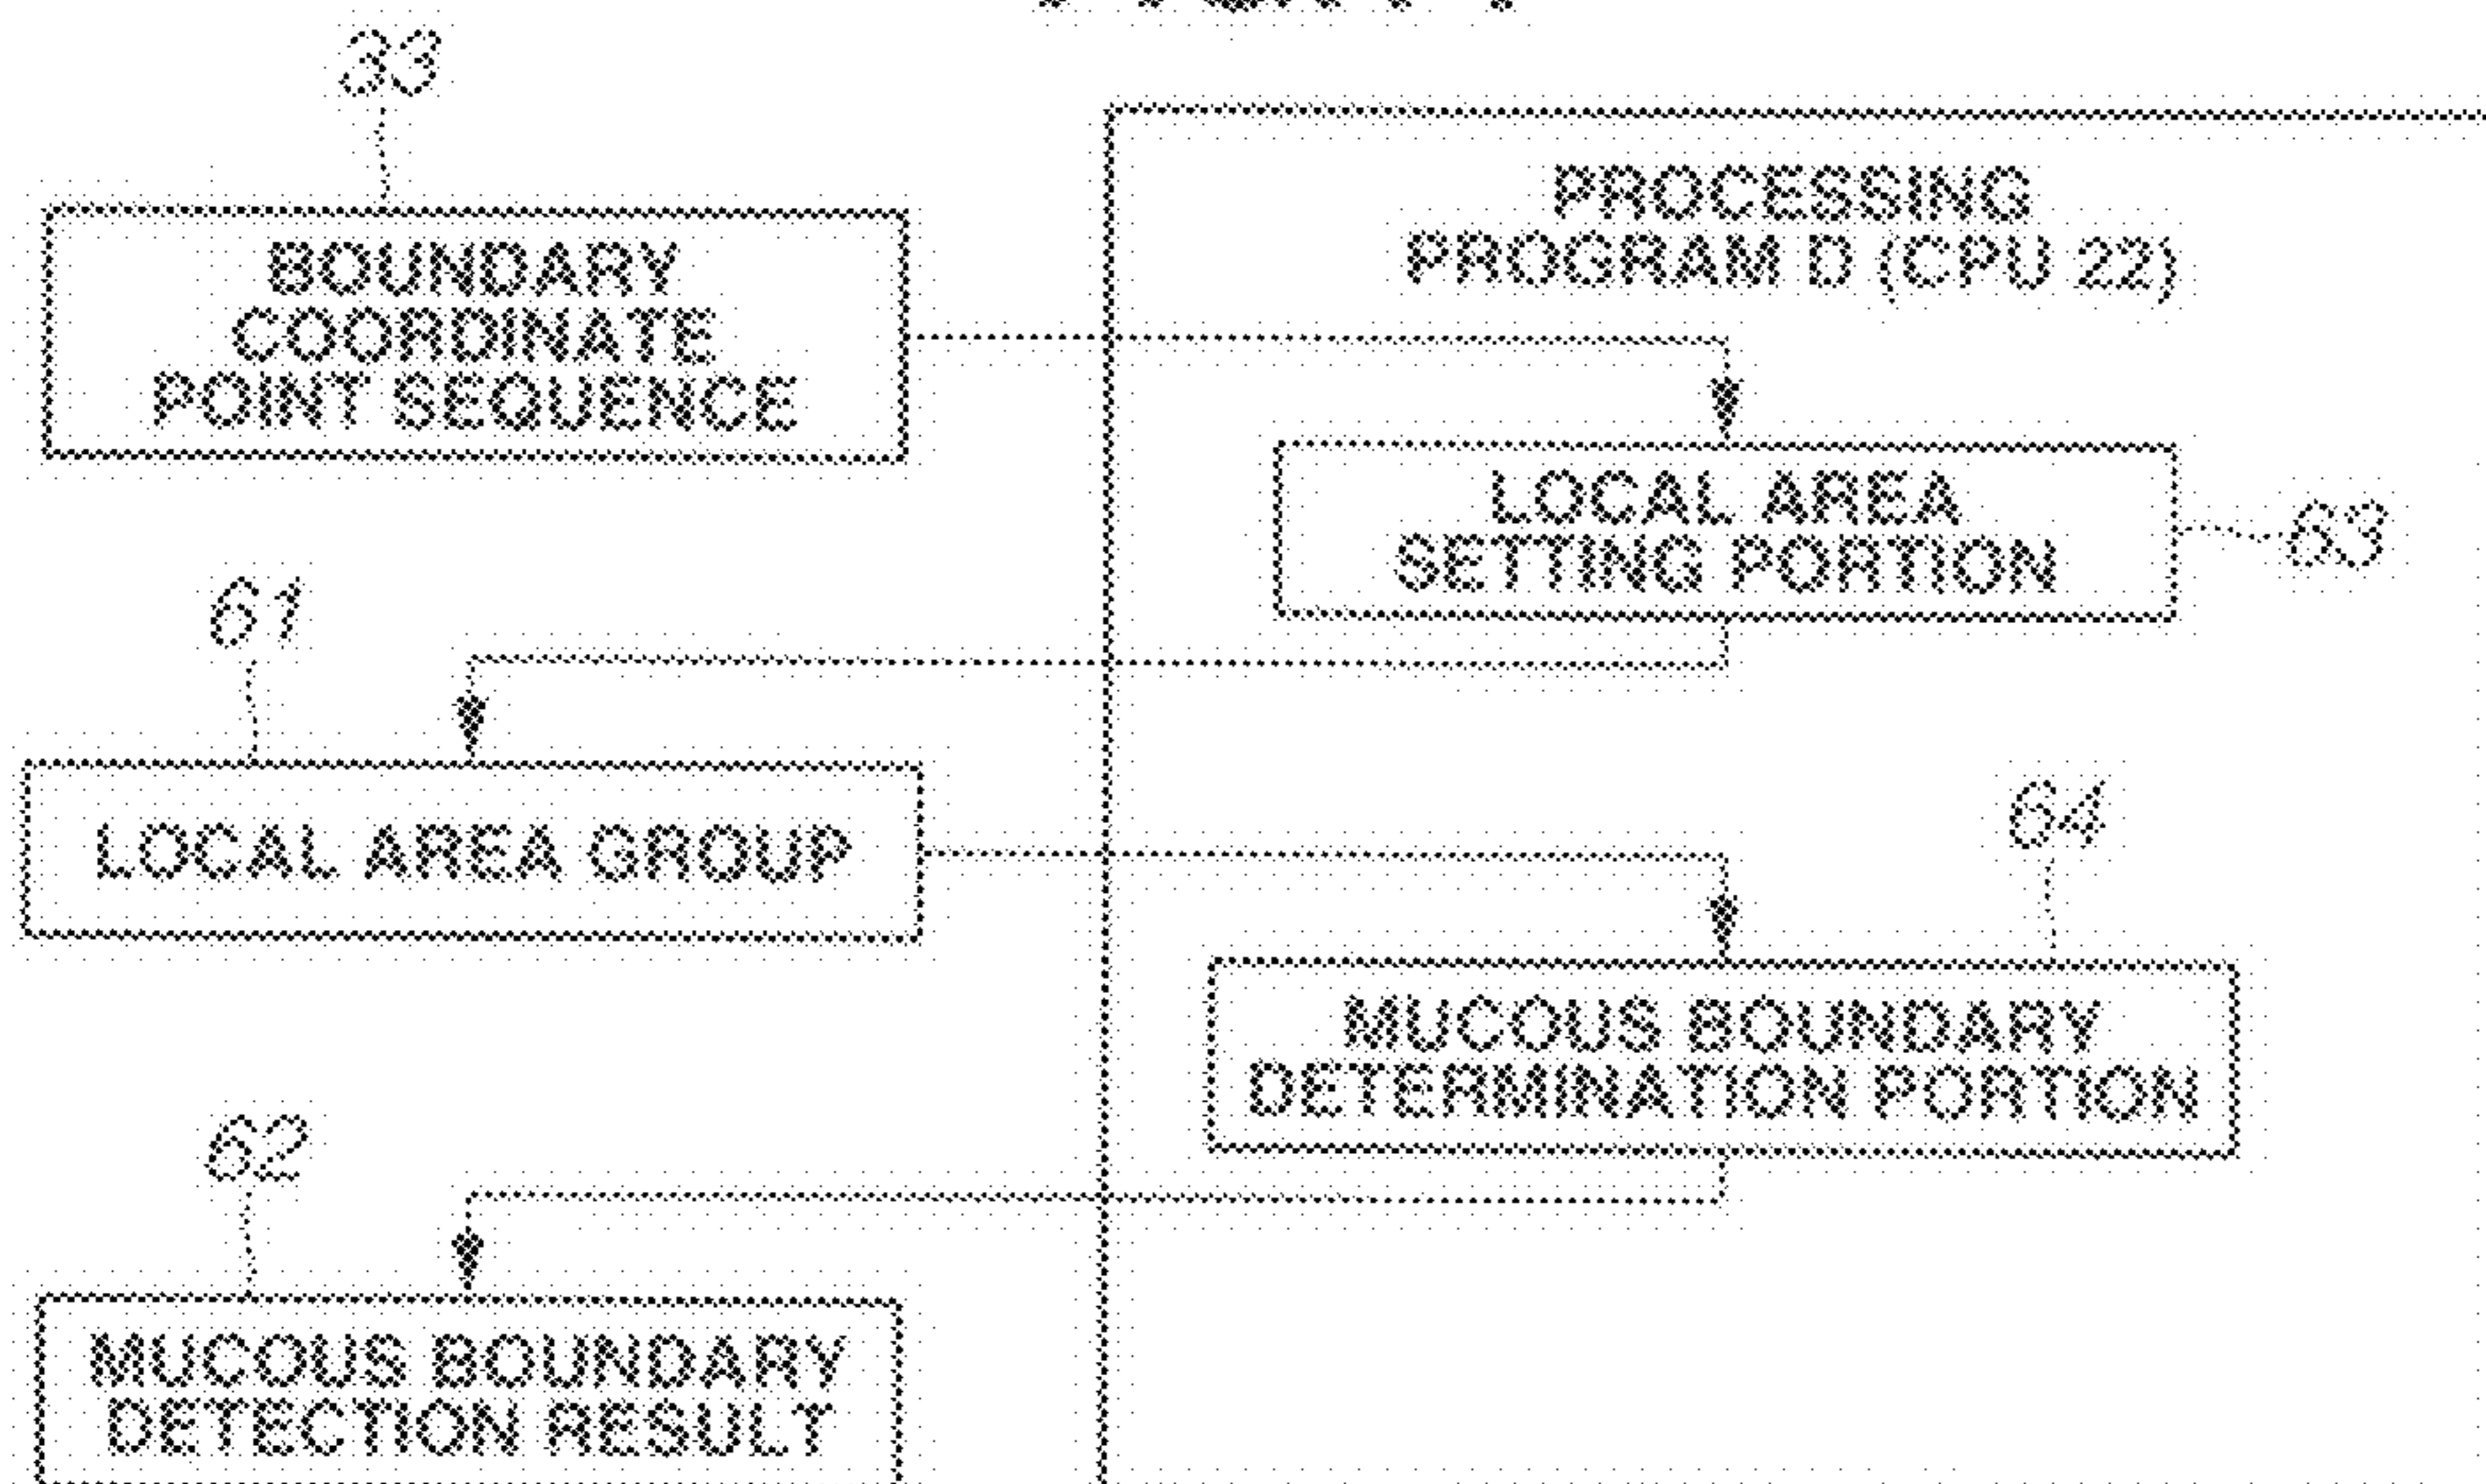 33
BOUNDARY
COORDINATE
POINT SEQUENCE
PROCESSING
PROGRAM D (CPU 22)
LOCAL AREA
SETTING PORTION
63
61
LOCAL AREA GROUP
64
MUCOUS BOUNDARY
DETERMINATION PORTION
62
MUCOUS BOUNDARY
DETECTION RESULT